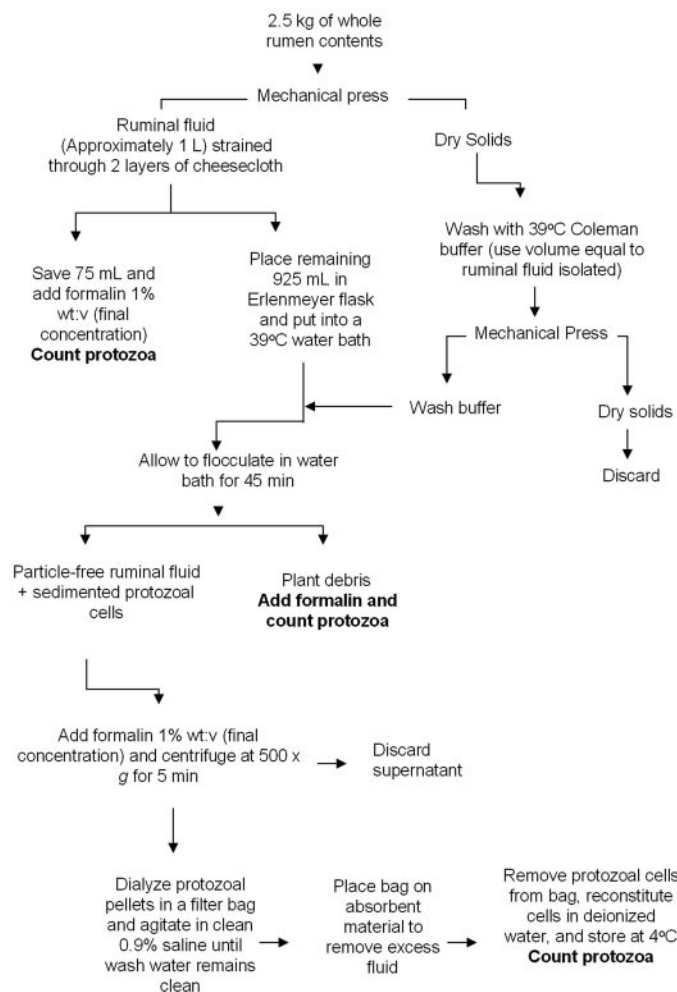 2.5 kg of whole
rumen contents
Mechanical press
Ruminal fluid
(Approximately 1 L) strained
through 2 layers of cheesecloth
Dry Solids
Save 75 mL and
add formalin 1%
wt:v (final
concentration)
Count protozoa
Place remaining
925 mL in
Erlenmeyer flask
and put into a
39ºC water bath
Wash with 39ºC Coleman
buffer (use volume equal to
ruminal fluid isolated)
Mechanical Press
Wash buffer
Dry solids
Discard
Allow to flocculate in water
bath for 45 min
Particle-free ruminal fluid
+ sedimented protozoal
cells
Plant debris
Add formalin and
count protozoa
Add formalin 1% wt:v (final
concentration) and centrifuge at 500 x
g for 5 min
Discard
supernatant
Dialyze protozoal
pellets in a filter bag
and agitate in clean
0.9% saline until
wash water remains
clean
Place bag on
absorbent
material to
remove excess
fluid
Remove protozoal cells
from bag, reconstitute
cells in deionized
water, and store at 4ºC
Count protozoa